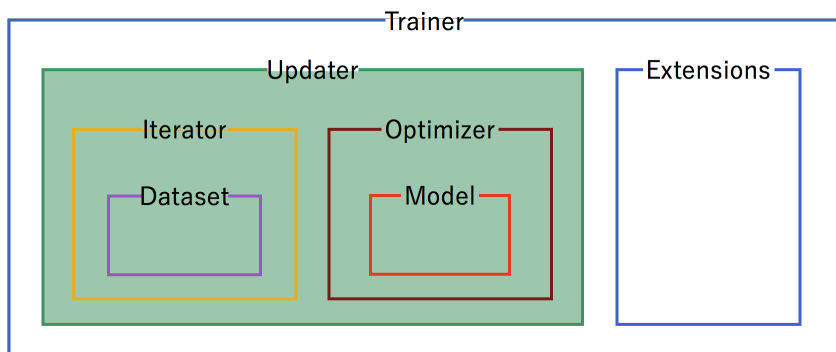 Trainer
Updater
Extensions
Iterator
Optimizer
Dataset
Model